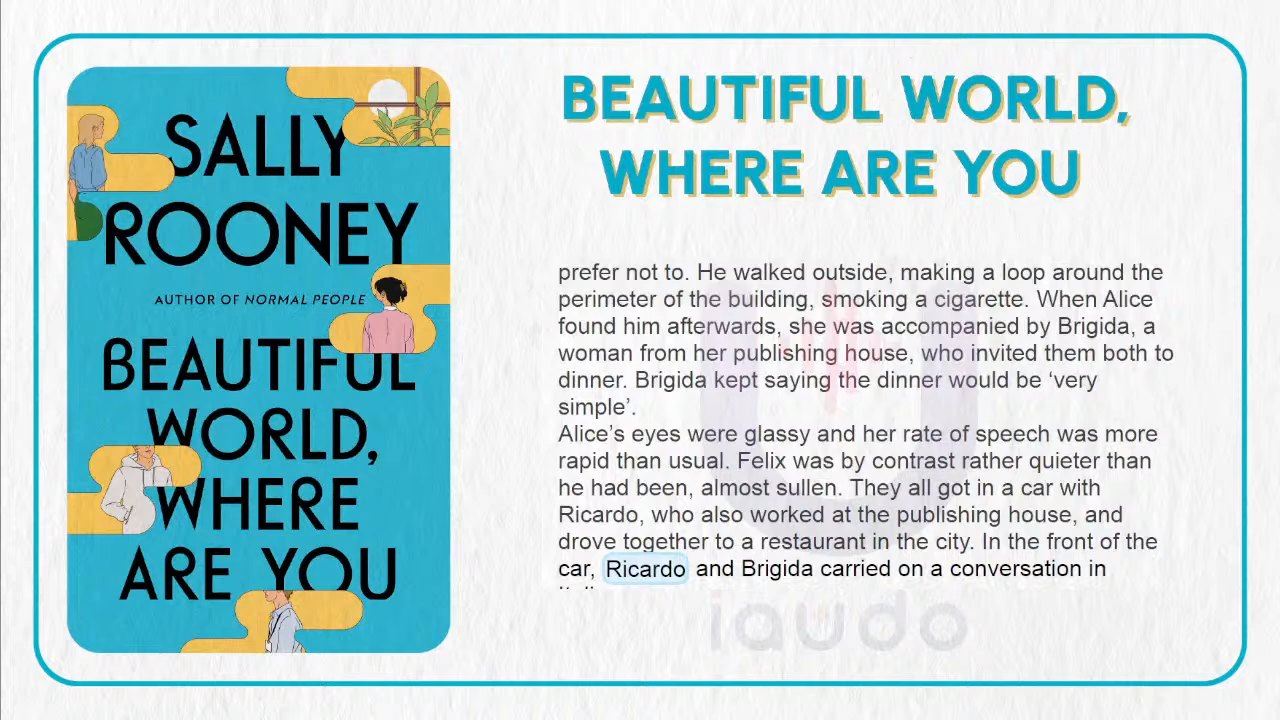 SALLY
ROONEY
AUTHOR OF NORMAL PEOPLE
BEAUTIFUL
WORLD,
WHERE
ARE YOU
BEAUTIFUL WORLD,
WHERE ARE YOU
prefer not to. He walked outside, making a loop around the
perimeter of the building, smoking a cigarette. When Alice
found him afterwards, she was accompanied by Brigida, a
woman from her publishing house, who invited them both to
dinner. Brigida kept saying the dinner would be ‘very
simple’.
Alice’s eyes were glassy and her rate of speech was more
rapid than usual. Felix was by contrast rather quieter than
he had been, almost sullen. They all got in a car with
Ricardo, who also worked at the publishing house, and
drove together to a restaurant in the city. In the front of the
car, Ricardo and Brigida carried on a conversation in
iaudo